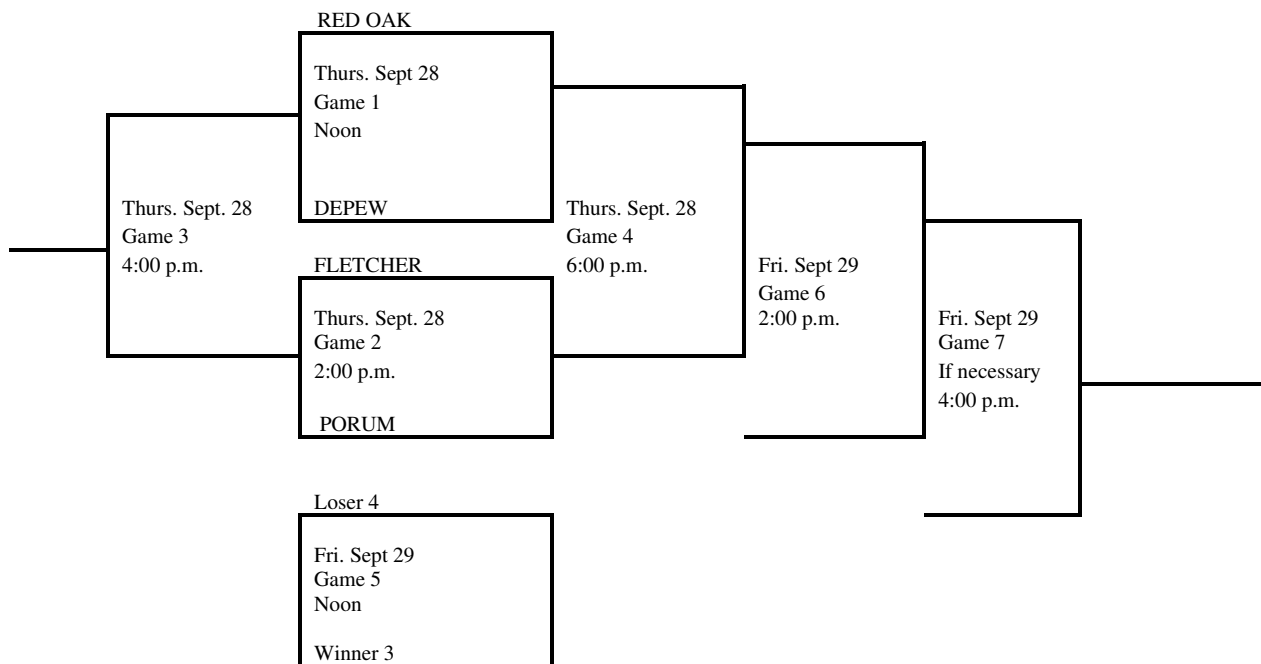 RED OAK
Thurs. Sept 28
Game 1
Noon
DEPEW
Thurs. Sept. 28
Game 3
4:00 p.m.
Thurs. Sept. 28
Game 4
6:00 p.m.
FLETCHER
Thurs. Sept. 28
Game 2
2:00 p.m.
PORUM
Fri. Sept 29
Game 6
2:00 p.m.
Fri. Sept 29
Game 7
If necessary
4:00 p.m.
Loser 4
Fri. Sept 29
Game 5
Noon
Winner 3